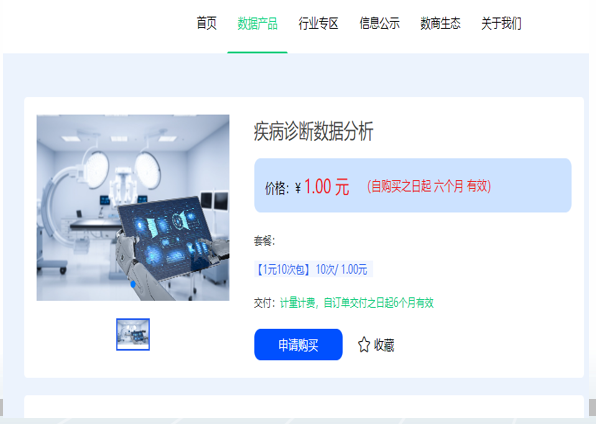 首页 数据产品 行业专区 信息公示 数商生态 关于我们
疾病诊断数据分析
价格：¥ 1.00 元 (自购买之日起 六个月 有效)
套餐：
【1元10次包】 10次/ 1.00元
交付：计量计费，自订单交付之日起6个月有效
申请购买 收藏